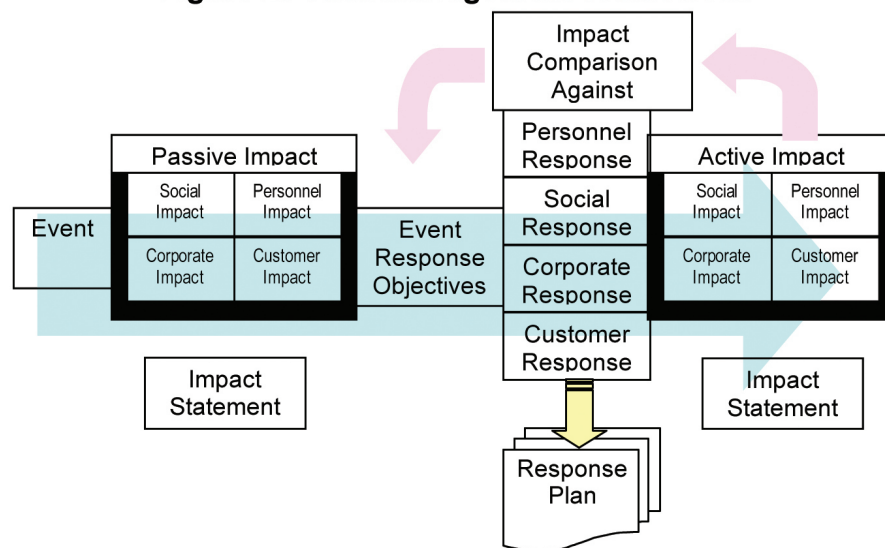 Impact
Comparison
Against
Personnel
Response
Passive Impact
Active Impact
Social
Impact
Personnel
Impact
Social
Response
Social
Impact
Personnel
Impact
Event
Event
Response
Objectives
Corporate
Impact
Customer
Impact
Corporate
Response
Corporate
Impact
Customer
Impact
Customer
Response
Impact
Statement
Impact
Statement
Response
Plan